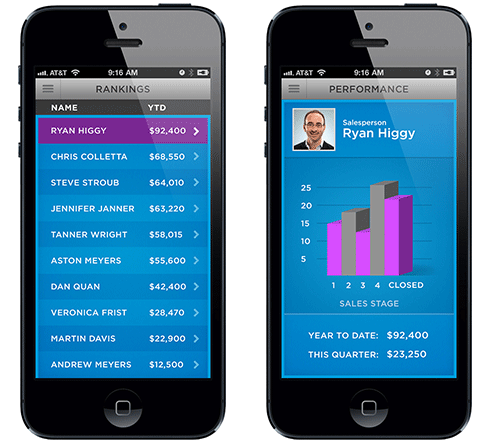 AT&T 9:16 AM
RANKINGS
NAME YTD
RYAN HIGGY $92,400
CHRIS COLLETTA $68,550
STEVE STROUB $64,010
JENNIFER JANNER $63,220
TANNER WRIGHT $58,015
ASTON MEYERS $55,600
DAN QUAN $42,400
VERONICA FRIST $28,470
MARTIN DAVIS $22,900
ANDREW MEYERS $12,500
AT&T 9:16 AM
PERFORMANCE
Salesperson
Ryan Higgy
25
20
15
10
5
1 2 3 4 CLOSED
SALES STAGE
YEAR TO DATE: $92,400
THIS QUARTER: $23,250